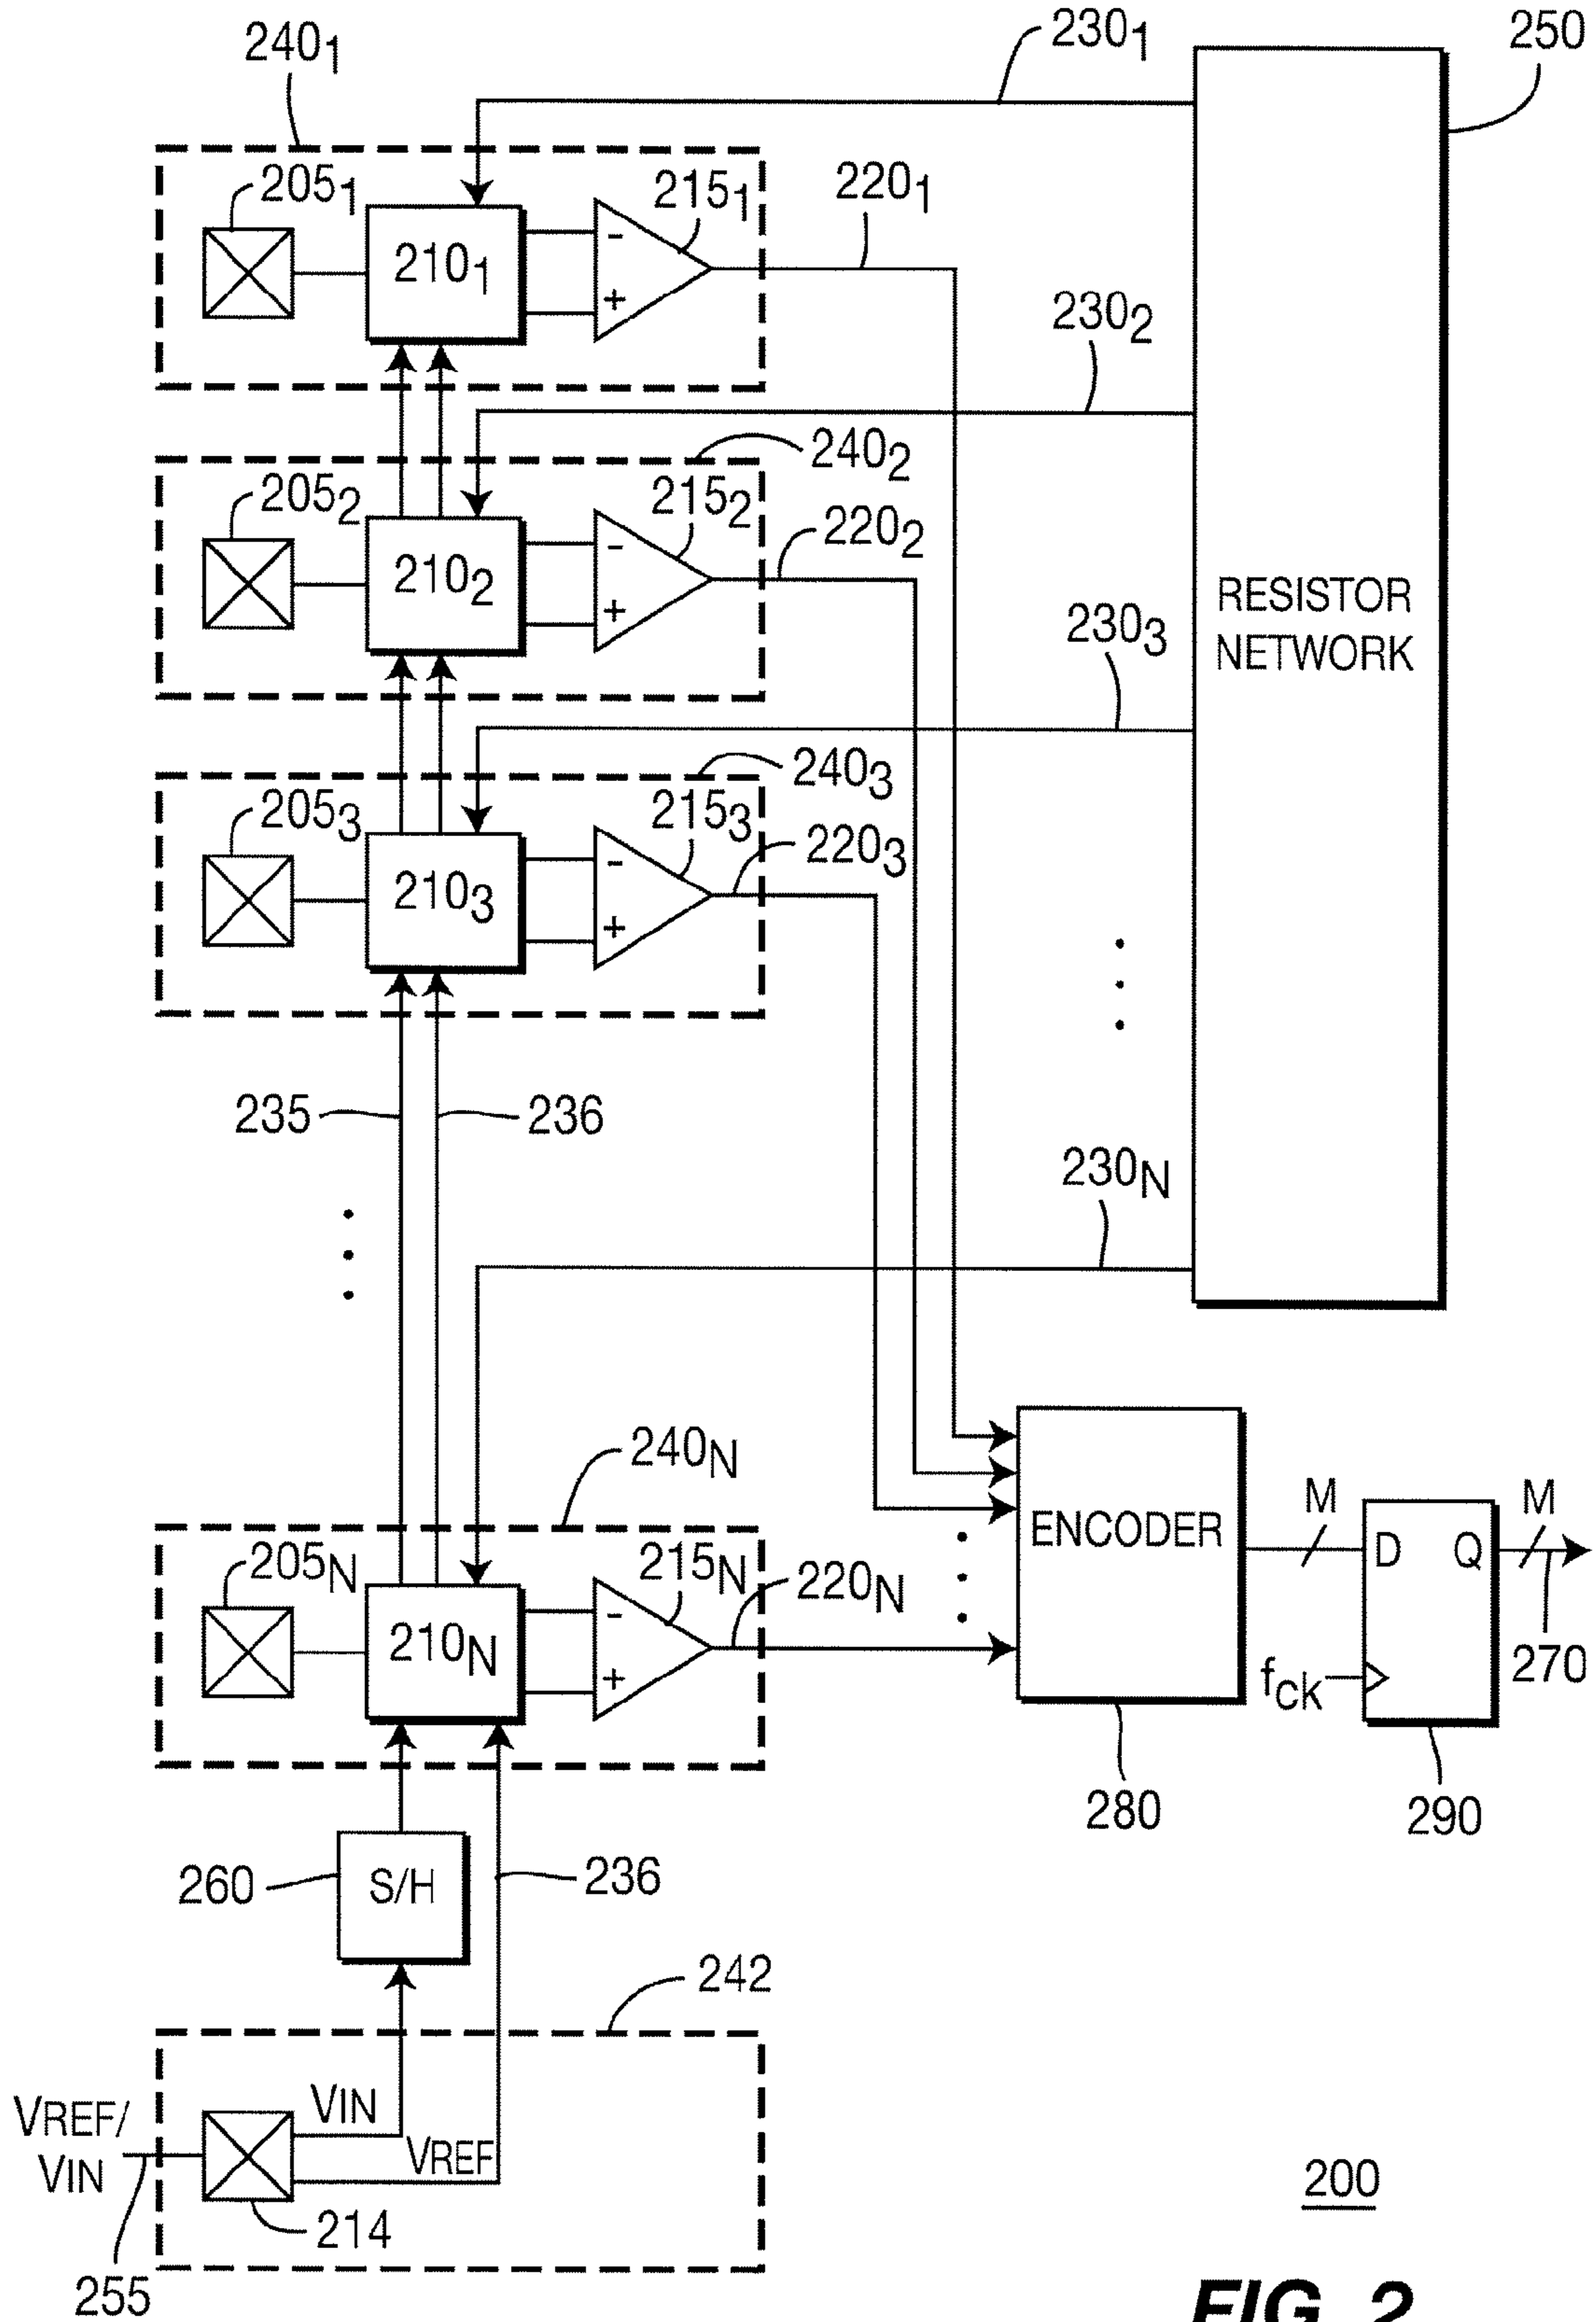 240₁
230₁
250
205₁
210₁
-
+
215₁
220₁
230₂
240₂
205₂
210₂
-
+
215₂
220₂
RESISTOR
NETWORK
230₃
240₃
205₃
210₃
-
+
215₃
220₃
235
236
230N
240N
205N
210N
-
+
215N
220N
ENCODER
M
D
Q
M
fCK
270
280
290
260
S/H
236
242
VREF/
VIN
VIN
VREF
214
255
200
FIG. 2